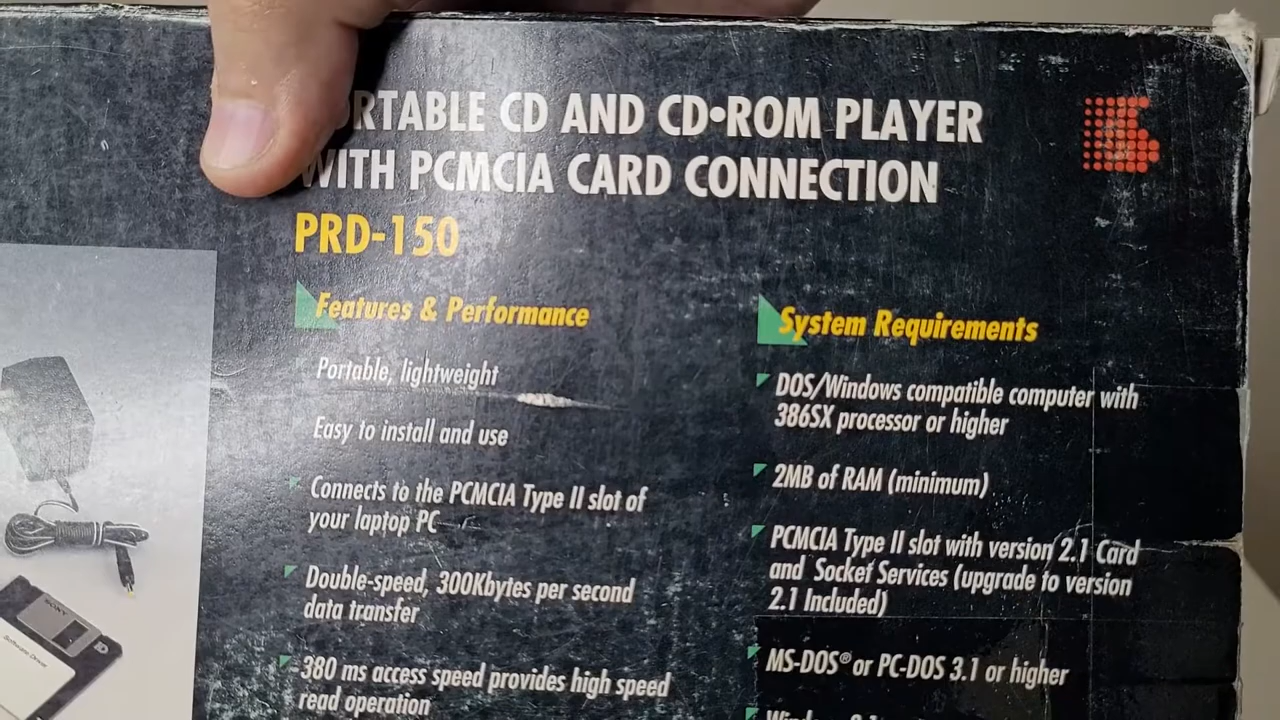 RTABLE CD AND CD•ROM PLAYER
WITH PCMCIA CARD CONNECTION
PRD-150
Features & Performance
Portable, lightweight
Easy to install and use
Connects to the PCMCIA Type II slot of
your laptop PC
Double-speed, 300Kbytes per second
data transfer
380 ms access speed provides high speed
read operation
System Requirements
DOS/Windows compatible computer with
386SX processor or higher
2MB of RAM (minimum)
PCMCIA Type II slot with version 2.1 Card
and Socket Services (upgrade to version
2.1 Included)
MS-DOS® or PC-DOS 3.1 or higher
SONY